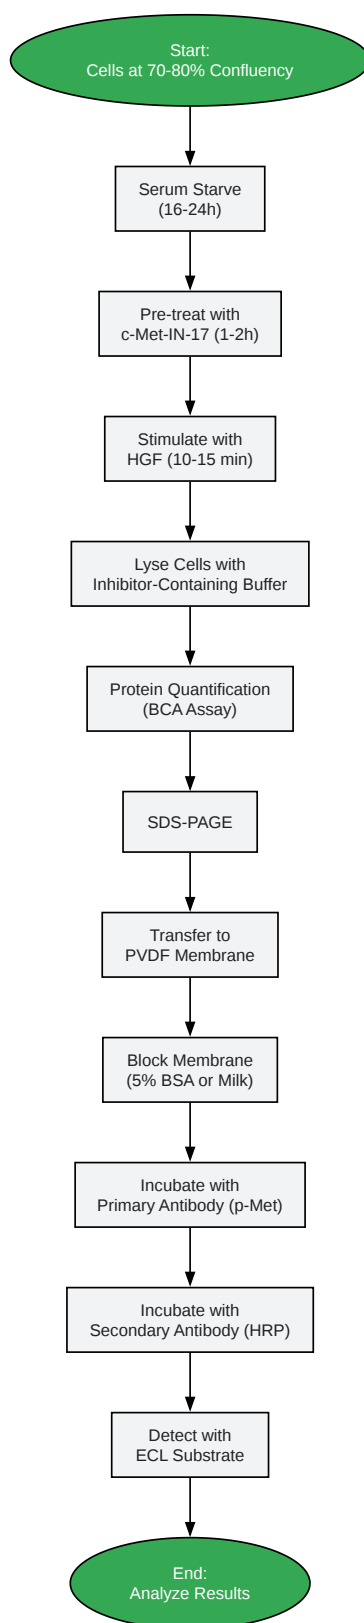 Start:
Cells at 70-80% Confluency
Serum Starve
(16-24h)
Pre-treat with
c-Met-IN-17 (1-2h)
Stimulate with
HGF (10-15 min)
Lyse Cells with
Inhibitor-Containing Buffer
Protein Quantification
(BCA Assay)
SDS-PAGE
Transfer to
PVDF Membrane
Block Membrane
(5% BSA or Milk)
Incubate with
Primary Antibody (p-Met)
Incubate with
Secondary Antibody (HRP)
Detect with
ECL Substrate
End:
Analyze Results